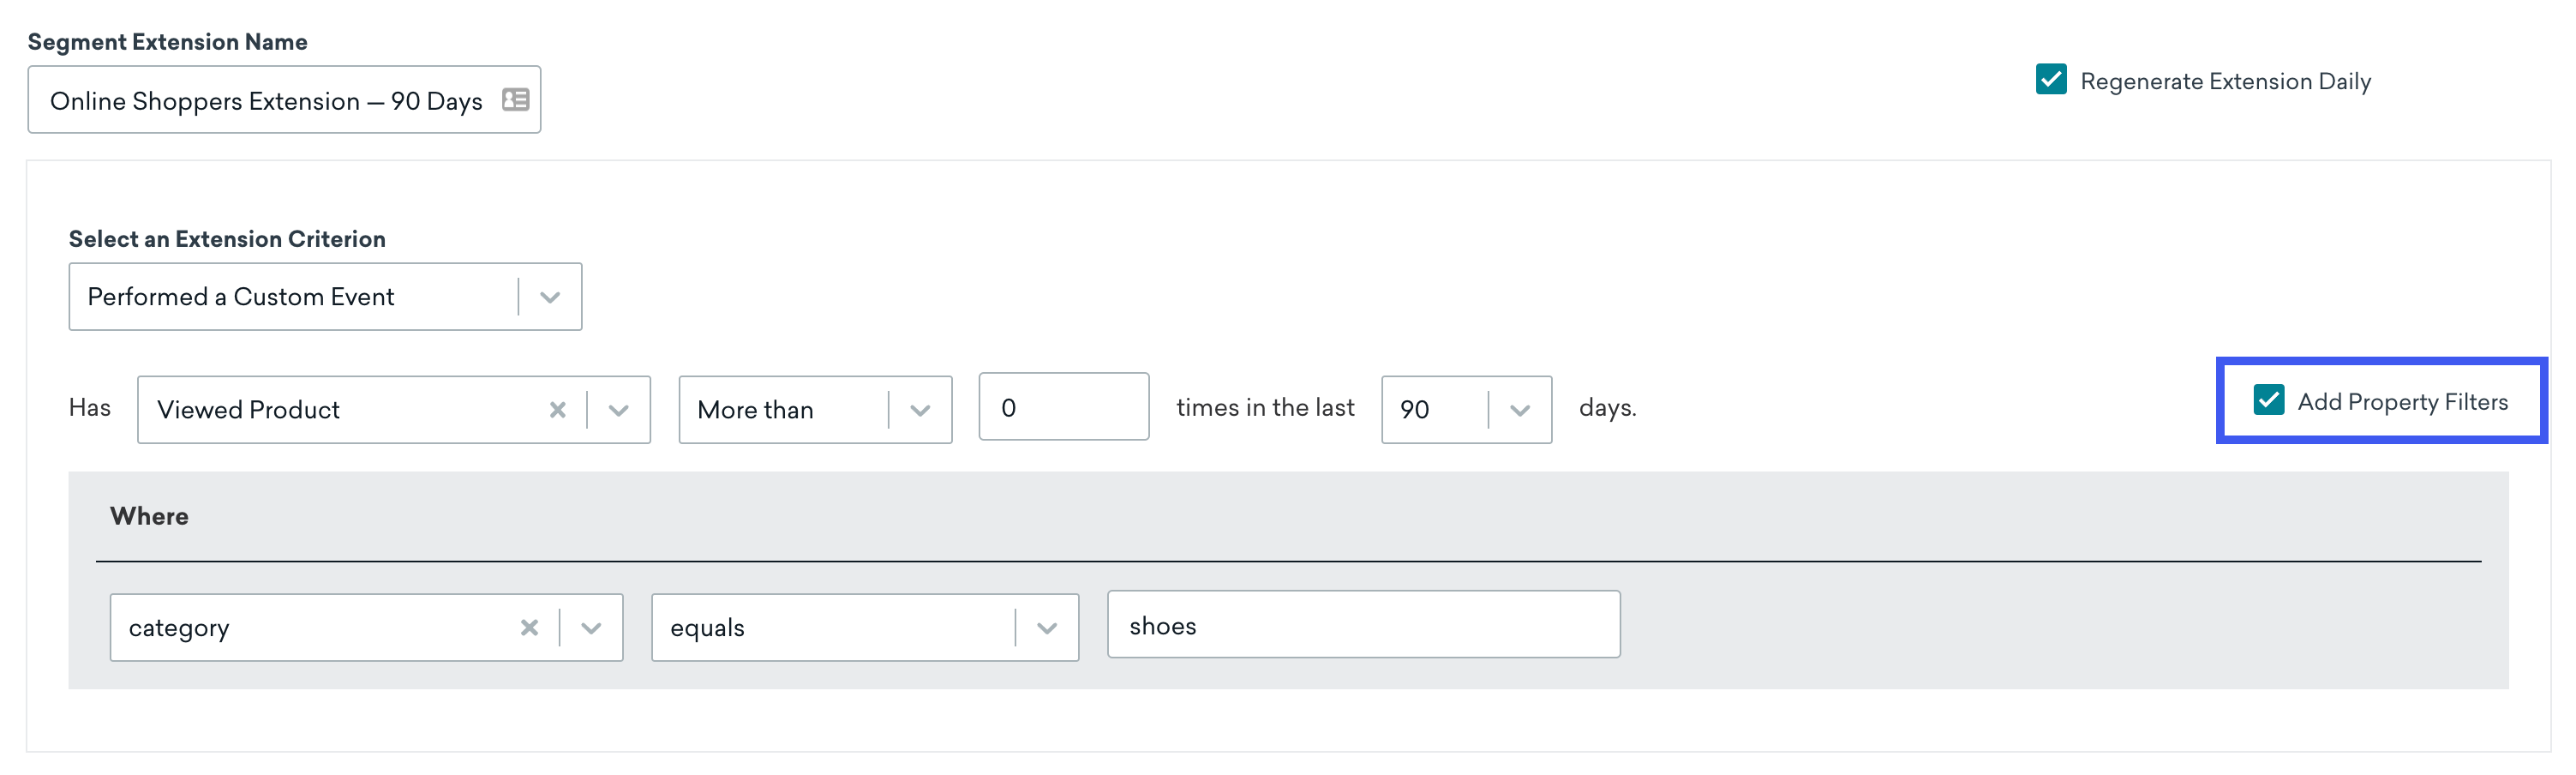 Segment Extension Name
Online Shoppers Extension — 90 Days
Regenerate Extension Daily
Select an Extension Criterion
Performed a Custom Event
Has Viewed Product More than 0 times in the last 90 days. Add Property Filters
Where
category equals shoes